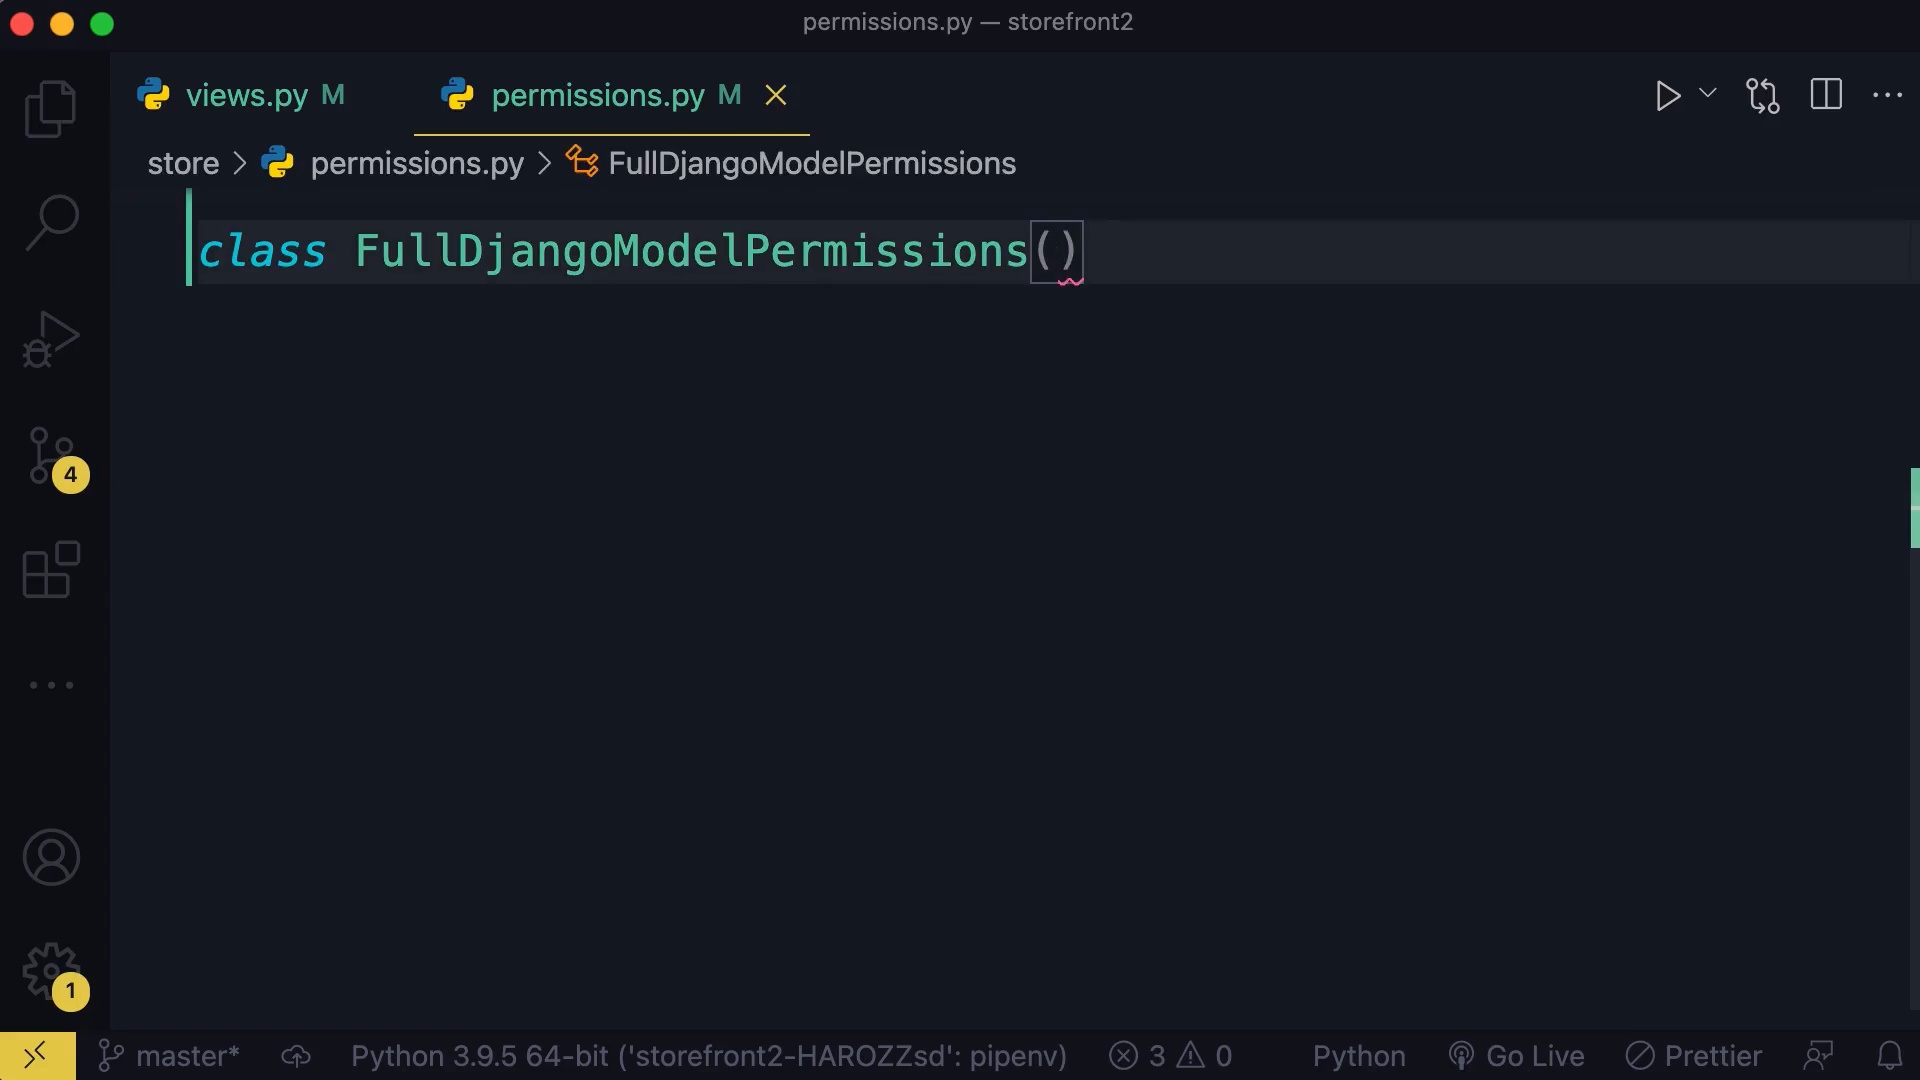 permissions.py — storefront2
views.py M
permissions.py M
store > permissions.py > FullDjangoModelPermissions
class FullDjangoModelPermissions()
4
1
master*
Python 3.9.5 64-bit ('storefront2-HAROZZsd': pipenv)
3
0
Python
Go Live
Prettier